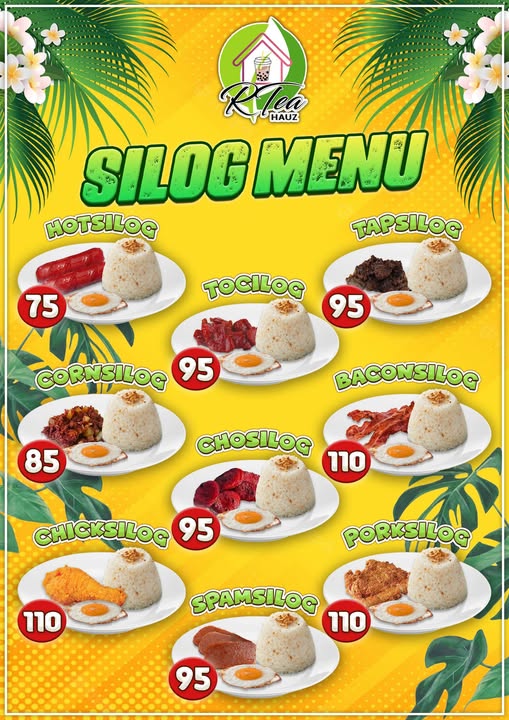 R Tea
HAUZ
SILOG MENU
HOTSILOG
75
TAPSILOG
95
TOCILOG
95
CORNSILOG
85
BACONSILOG
110
CHOSILOG
95
CHICKSILOG
110
PORKSILOG
110
SPAMSILOG
95